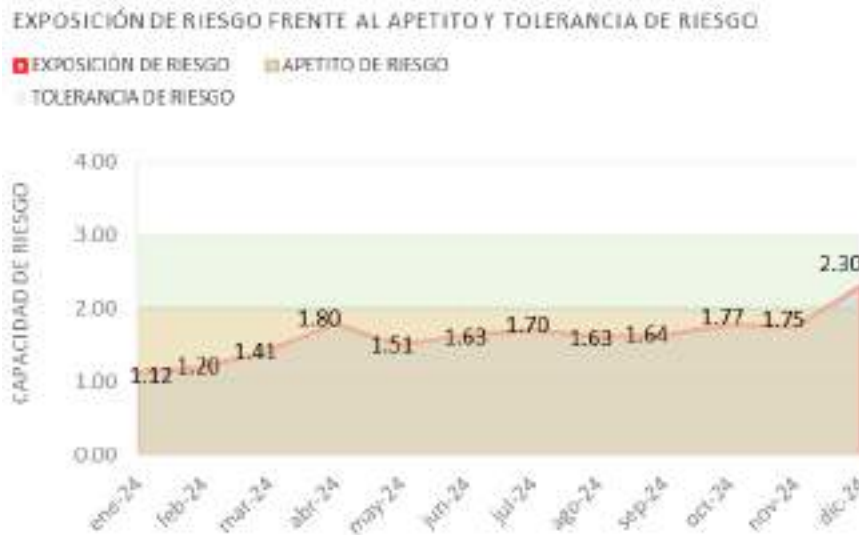 EXPOSICIÓN DE RIESGO FRENTE AL APETITO Y TOLERANCIA DE RIESGO
EXPOSICIÓN DE RIESGO APETITO DE RIESGO
TOLERANCIA DE RIESGO
CAPACIDAD DE RIESGO
4.00
3.00
2.00
1.00
0.00
1.12 1.20 1.41 1.80 1.51 1.63 1.70 1.63 1.64 1.77 1.75 2.30
ene-24 feb-24 mar-24 abr-24 may-24 jun-24 jul-24 ago-24 sep-24 oct-24 nov-24 dic-24